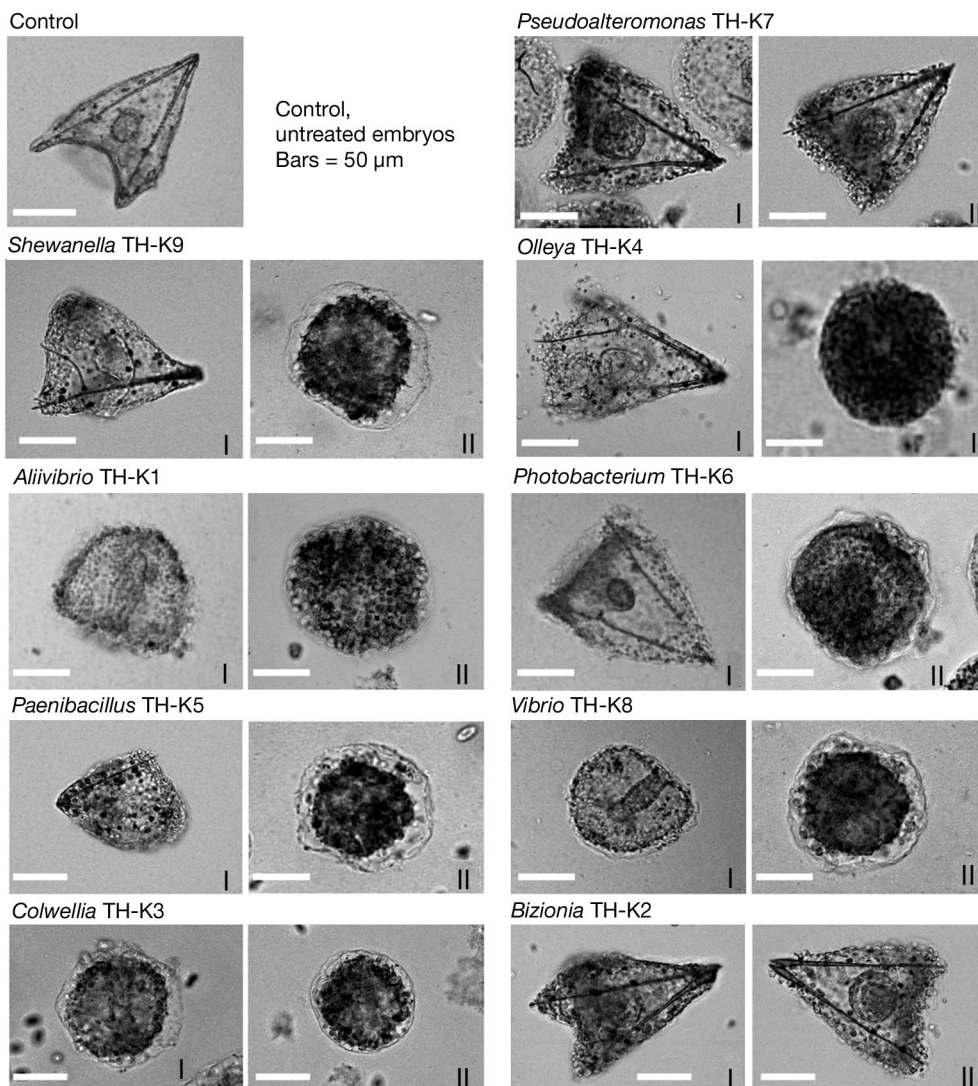 Control
Control,
untreated embryos
Bars = 50 µm
Pseudoalteromonas TH-K7
I
II
Shewanella TH-K9
I
II
Olleya TH-K4
I
I
Aliivibrio TH-K1
I
II
Photobacterium TH-K6
I
II
Paenibacillus TH-K5
I
II
Vibrio TH-K8
I
II
Colwellia TH-K3
I
II
Bizionia TH-K2
I
II